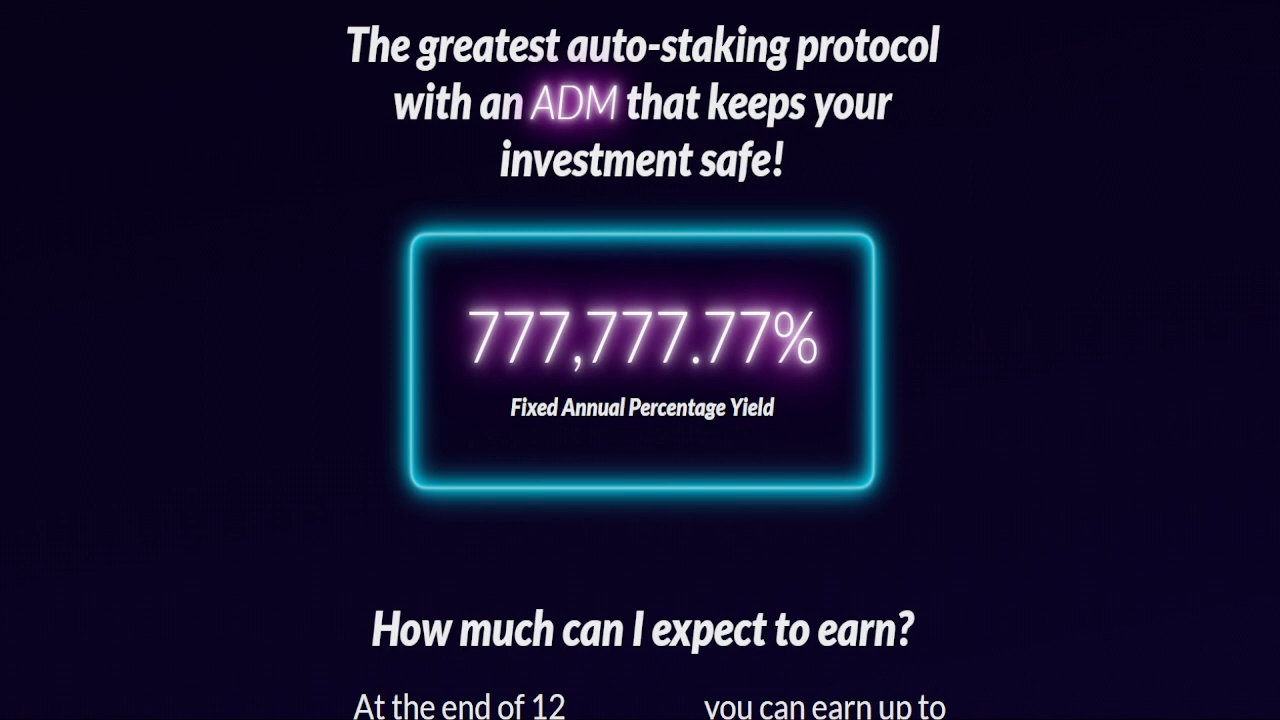 The greatest auto-staking protocol
with an ADM that keeps your
investment safe!
777,777.77%
Fixed Annual Percentage Yield
How much can I expect to earn?
At the end of 12 you can earn up to